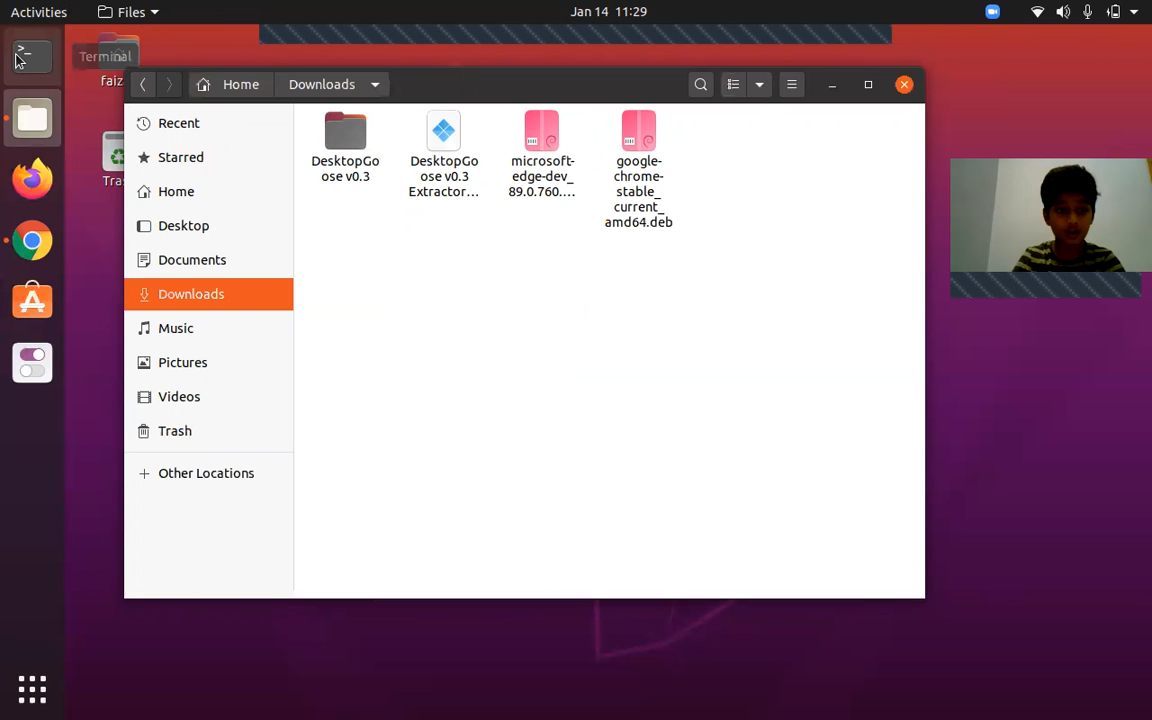 Activities
Files
Jan 14 11:29
>_
Terminal
faiz
Home
Downloads
Tras
Recent
Starred
Home
Desktop
Documents
Downloads
Music
Pictures
Videos
Trash
+ Other Locations
DesktopGo
ose v0.3
DesktopGo
ose v0.3
Extractor…
microsoft-
edge-dev_
89.0.760.…
google-
chrome-
stable_
current_
amd64.deb